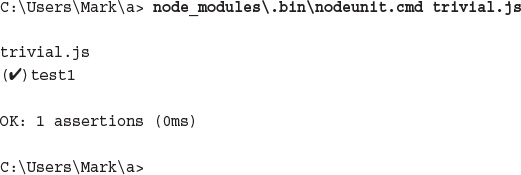 C:\Users\Mark\a> node_modules\.bin\nodeunit.cmd trivial.js
trivial.js
(✔)test1
OK: 1 assertions (0ms)
C:\Users\Mark\a>